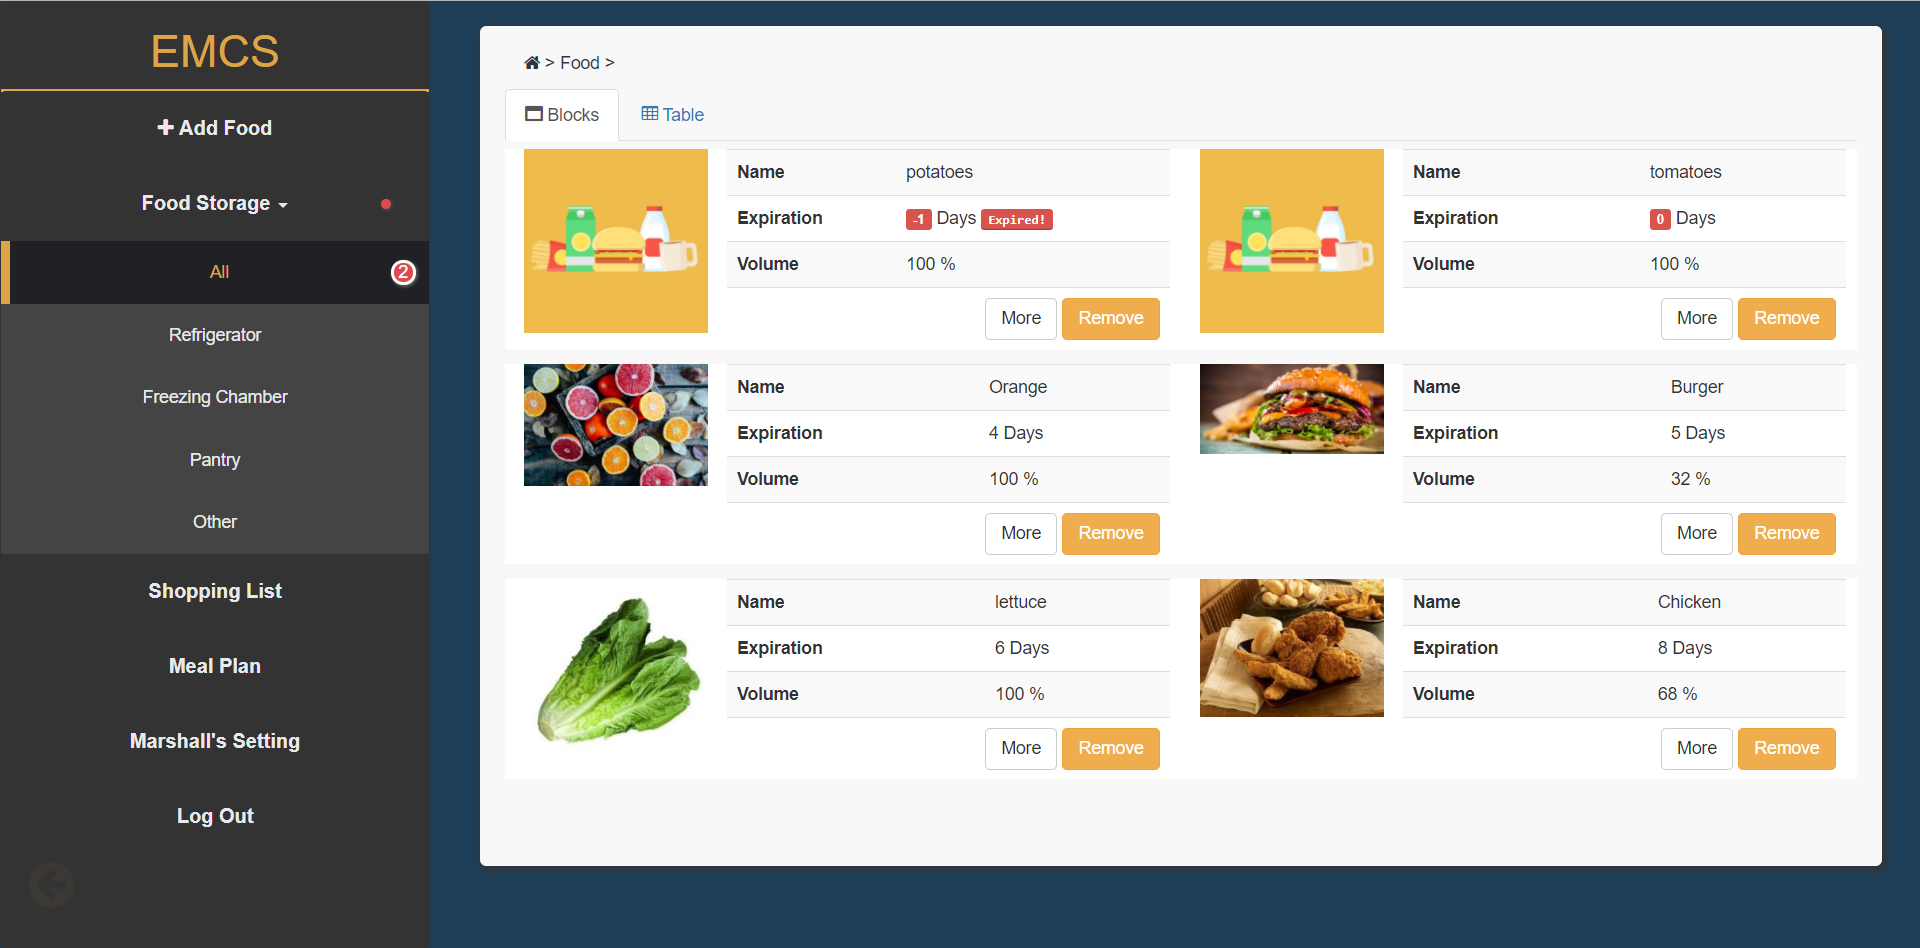 EMCS
Add Food
Food Storage
All 2
Refrigerator
Freezing Chamber
Pantry
Other
Shopping List
Meal Plan
Marshall's Setting
Log Out
> Food >
Blocks Table
Name potatoes
Expiration -1 Days Expired!
Volume 100 %
More Remove
Name tomatoes
Expiration 0 Days
Volume 100 %
More Remove
Name Orange
Expiration 4 Days
Volume 100 %
More Remove
Name Burger
Expiration 5 Days
Volume 32 %
More Remove
Name lettuce
Expiration 6 Days
Volume 100 %
More Remove
Name Chicken
Expiration 8 Days
Volume 68 %
More Remove